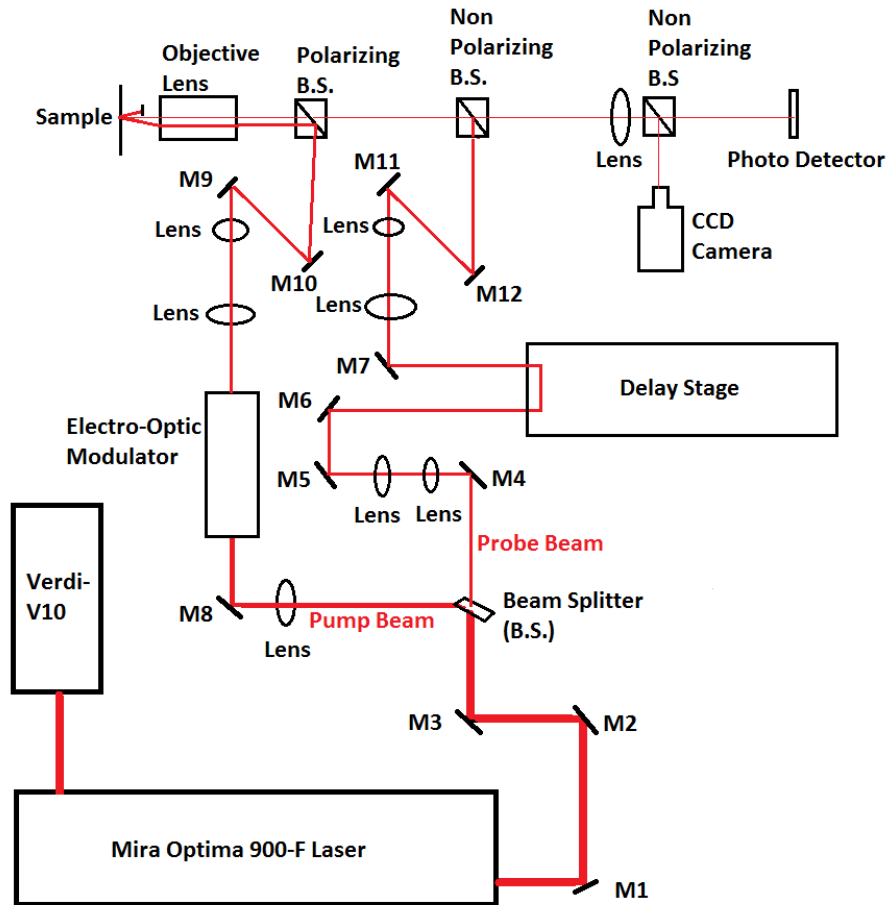 Objective
Lens
Polarizing
B.S.
Non
Polarizing
B.S.
Non
Polarizing
B.S
Sample
Lens
Photo Detector
M9
M11
Lens
CCD
Camera
Lens
M10
M12
Lens
Lens
M7
Delay Stage
M6
Electro-Optic
Modulator
M5
M4
Lens
Lens
Probe Beam
Verdi-
V10
M8
Pump Beam
Beam Splitter
(B.S.)
Lens
M3
M2
Mira Optima 900-F Laser
M1